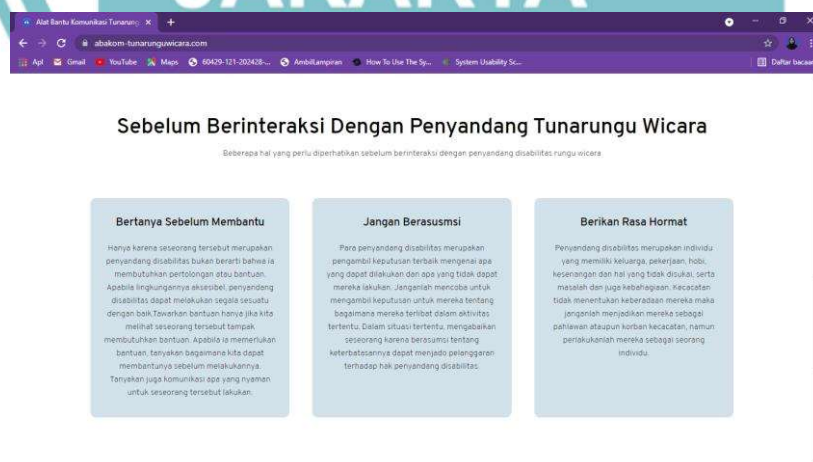 JAKARTA
Alat Bantu Komunikasi Tunarung
abakom-tunarunguwicara.com
Apl Gmail YouTube Maps 60429-121-202428-... AmbilLampiran How To Use The Sy... System Usability Sc... Daftar bacaan
Sebelum Berinteraksi Dengan Penyandang Tunarungu Wicara
Beberapa hal yang perlu diperhatikan sebelum berinteraksi dengan penyandang disabilitas rungu wicara
Bertanya Sebelum Membantu
Hanya karena seseorang tersebut merupakan
penyandang disabilitas bukan berarti bahwa ia
membutuhkan pertolongan atau bantuan.
Apabila lingkungannya aksesibel, penyandang
disabilitas dapat melakukan segala sesuatu
dengan baik.Tawarkan bantuan hanya jika kita
melihat seseorang tersebut tampak
membutuhkan bantuan. Apabila ia memerlukan
bantuan, tanyakan bagaimana kita dapat
membantunya sebelum melakukannya.
Tanyakan juga komunikasi apa yang nyaman
untuk seseorang tersebut lakukan.
Jangan Berasusmsi
Para penyandang disabilitas merupakan
pengambil keputusan terbaik mengenai apa
yang dapat dilakukan dan apa yang tidak dapat
mereka lakukan. Janganlah mencoba untuk
mengambil keputusan untuk mereka tentang
bagaimana mereka terlibat dalam aktivitas
tertentu. Dalam situasi tertentu, mengabaikan
seseorang karena berasumsi tentang
keterbatasannya dapat menjado pelanggaran
terhadap hak penyandang disabilitas.
Berikan Rasa Hormat
Penyandang disabilitas merupakan individu
yang memiliki keluarga, pekerjaan, hobi,
kesenangan dan hal yang tidak disukai, serta
masalah dan juga kebahagiaan. Kecacatan
tidak menentukan keberadaan mereka maka
janganlah menjadikan mereka sebagai
pahlawan ataupun korban kecacatan, namun
perlakukanlah mereka sebagai seorang
individu.